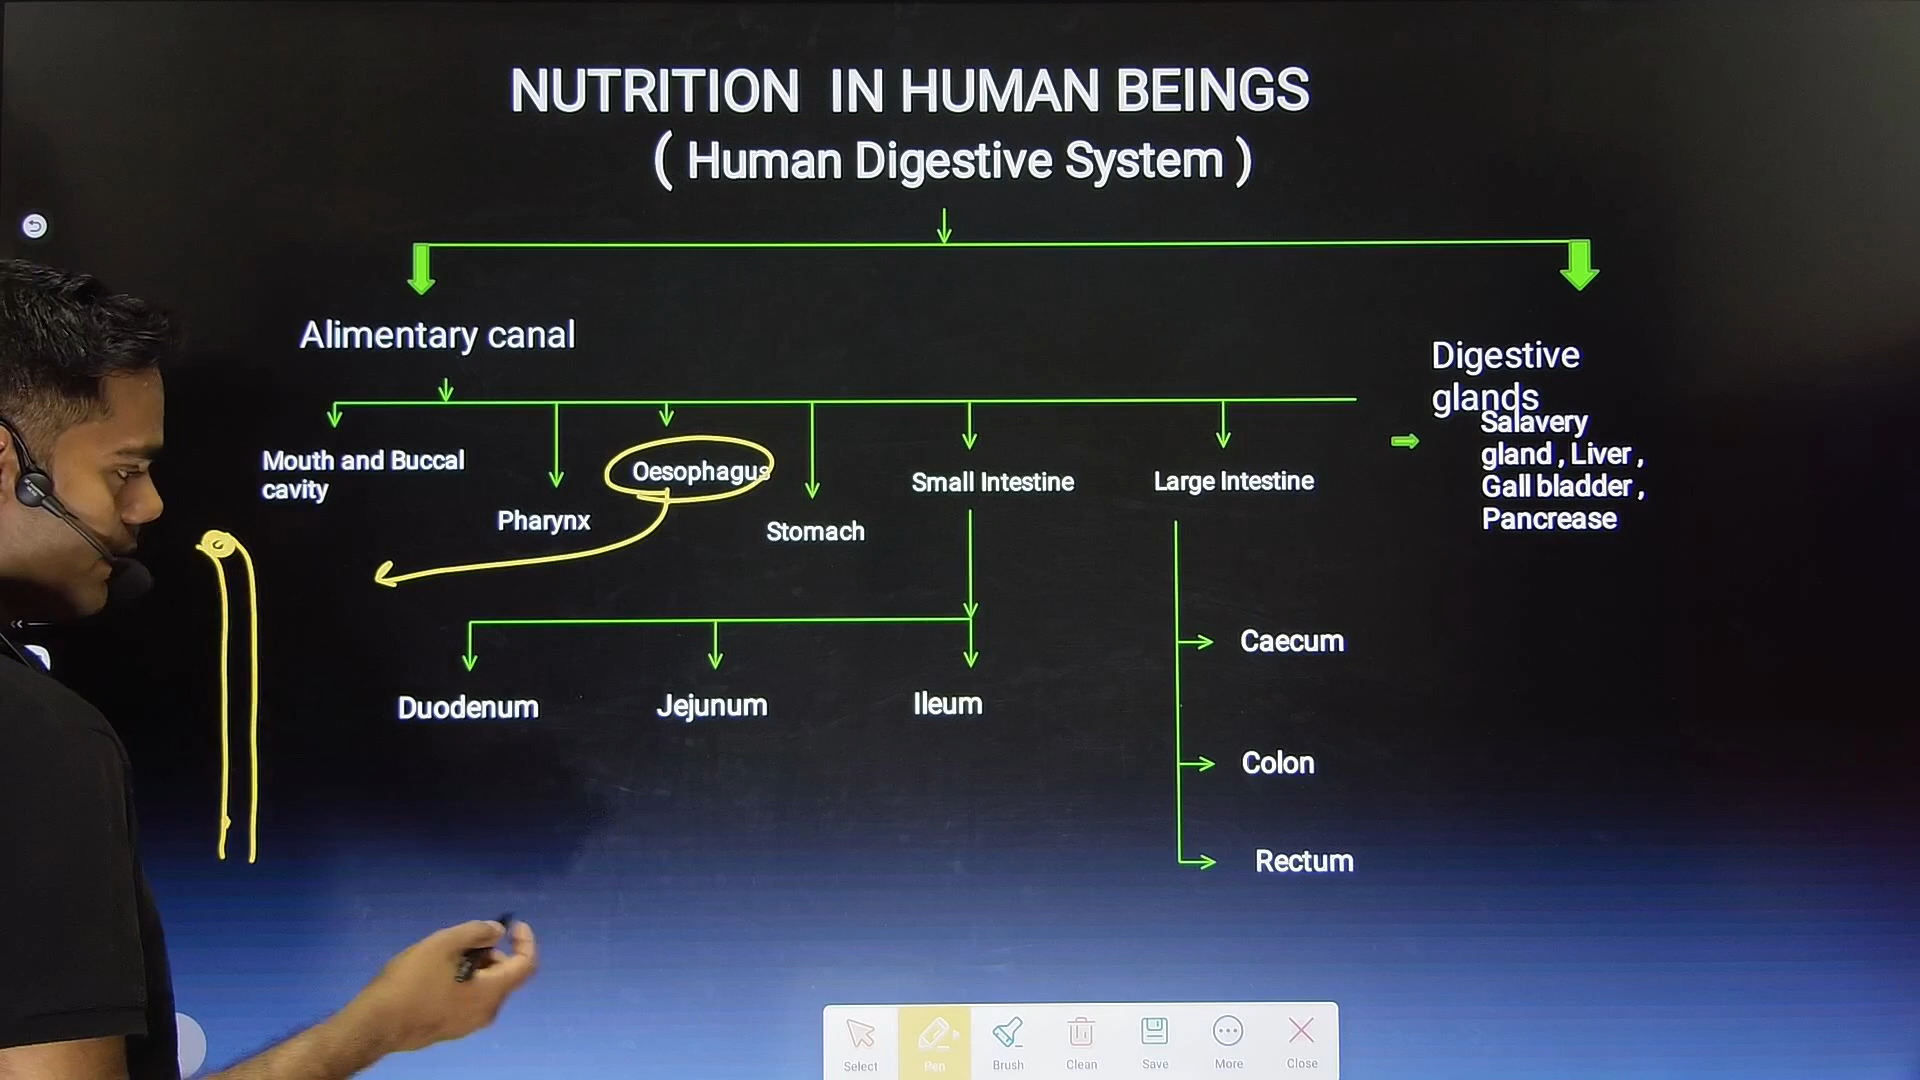 NUTRITION IN HUMAN BEINGS
( Human Digestive System )
Alimentary canal
Digestive
glands
Salavery
gland , Liver ,
Gall bladder ,
Pancrease
Mouth and Buccal
cavity
Pharynx
Oesophagus
Stomach
Small Intestine
Large Intestine
Duodenum
Jejunum
Ileum
Caecum
Colon
Rectum
Select
Pen
Brush
Clean
Save
More
Close